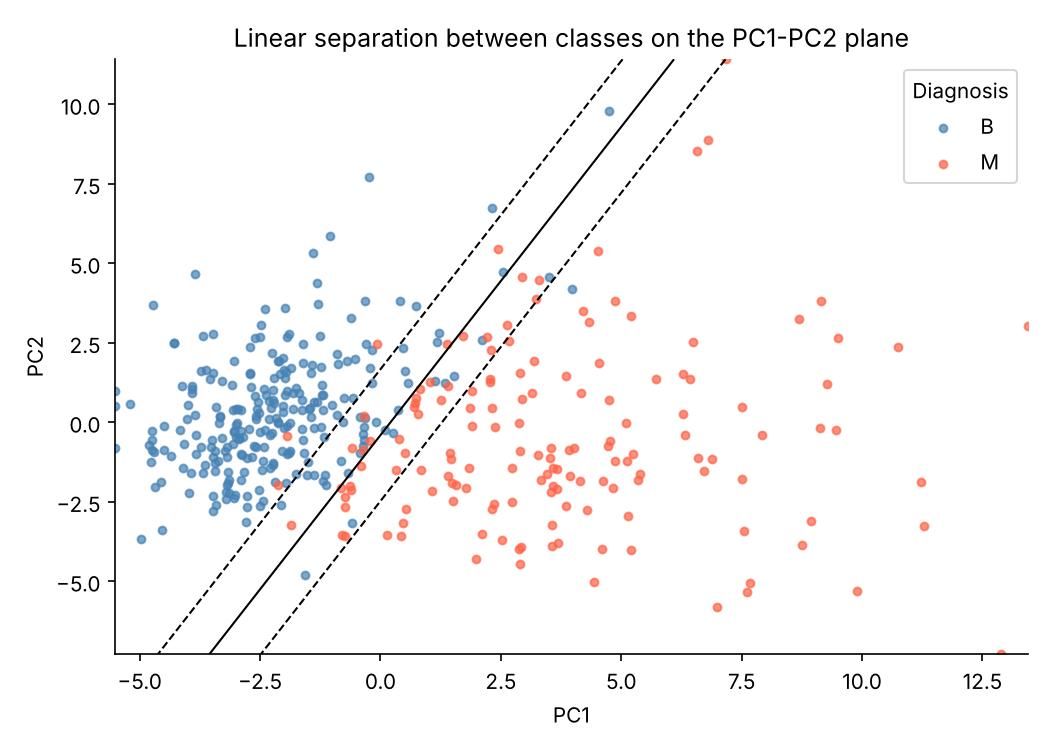 Linear separation between classes on the PC1-PC2 plane
Diagnosis
B
M
PC2
10.0
7.5
5.0
2.5
0.0
−2.5
−5.0
−5.0 −2.5 0.0 2.5 5.0 7.5 10.0 12.5
PC1